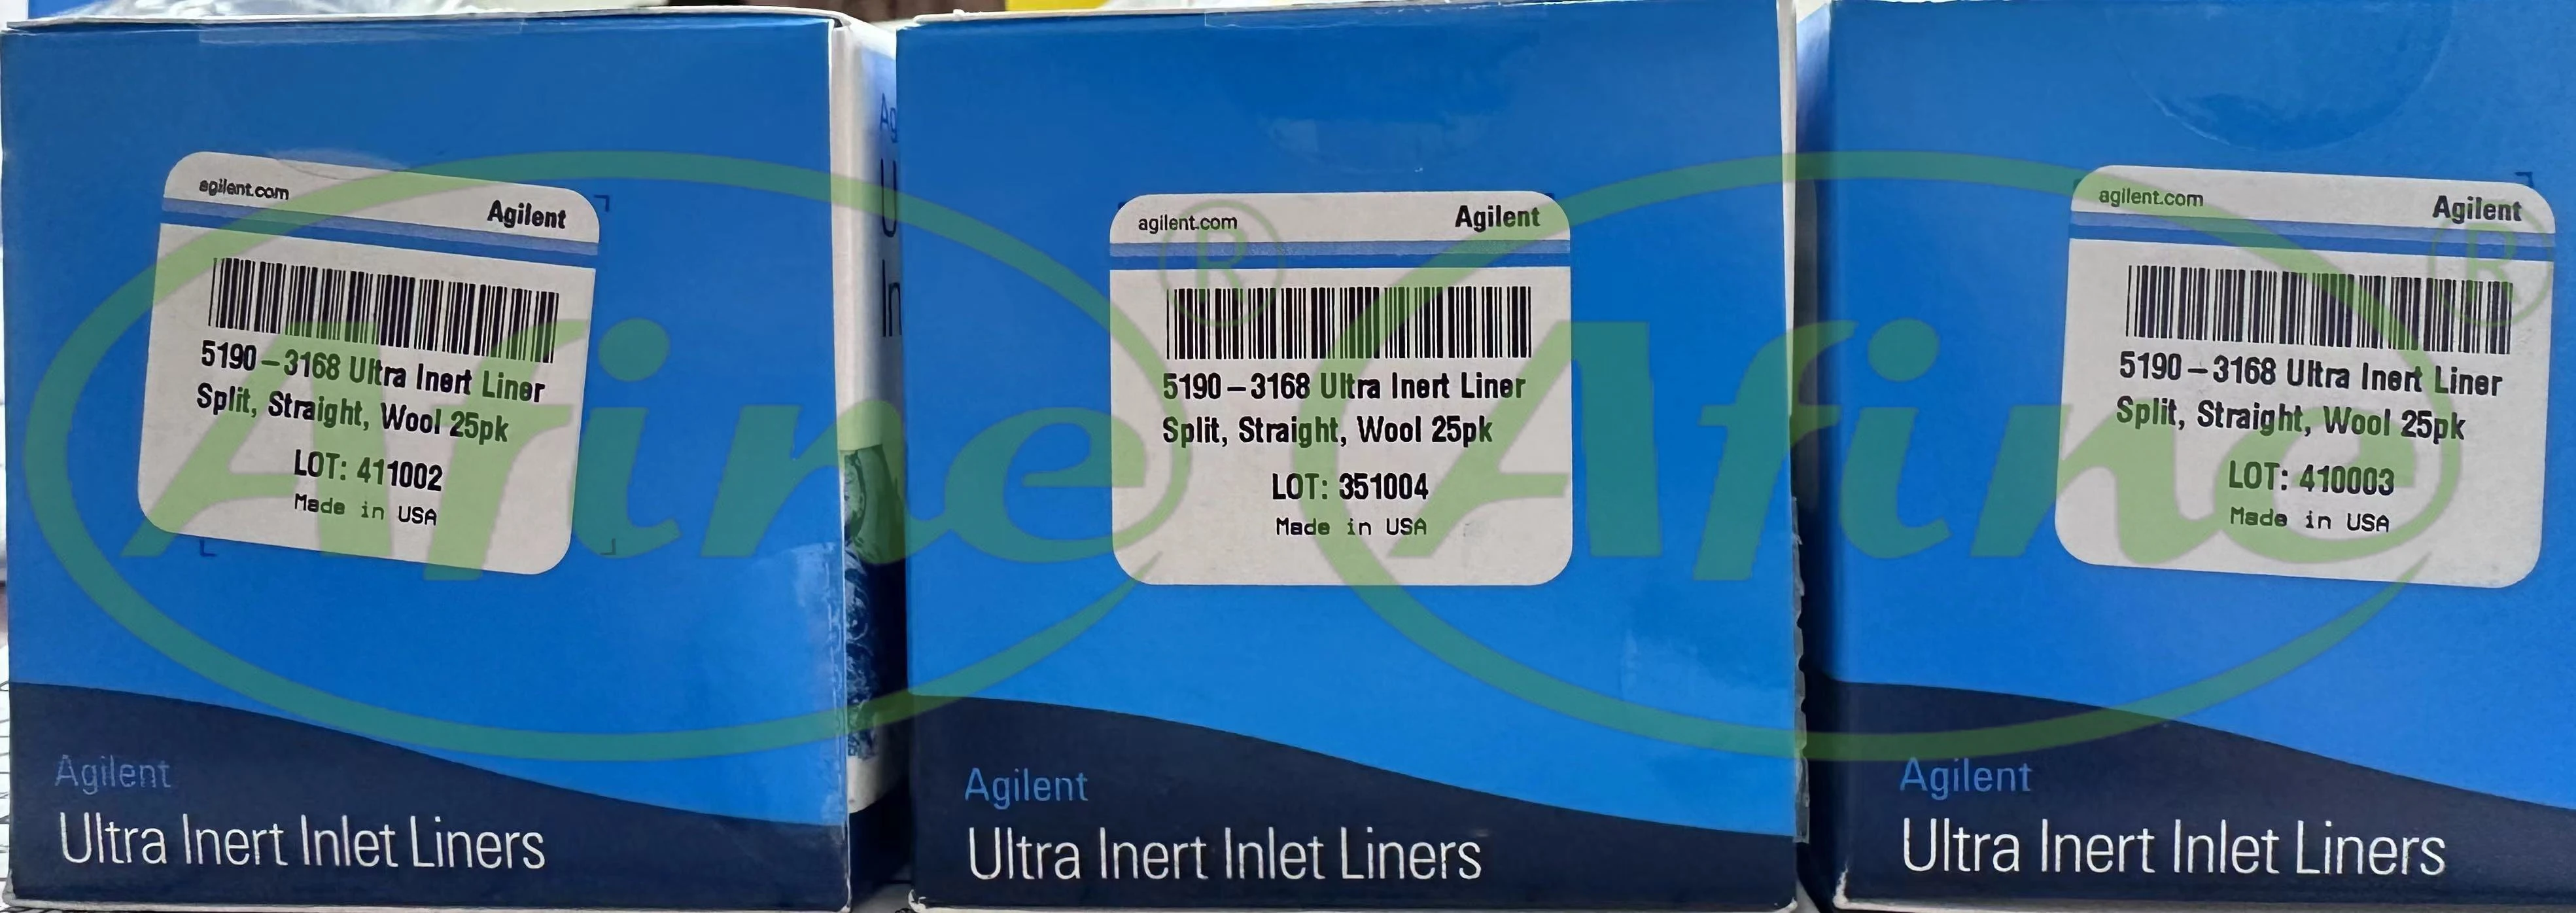 agilent.com
Agilent
5190-3168 Ultra Inert Liner
Split, Straight, Wool 25pk
LOT: 411002
Made in USA
Agilent
Ultra Inert Inlet Liners
Ag
U
In
agilent.com
Agilent
5190-3168 Ultra Inert Liner
Split, Straight, Wool 25pk
LOT: 351004
Made in USA
Agilent
Ultra Inert Inlet Liners
agilent.com
Agilent
5190-3168 Ultra Inert Liner
Split, Straight, Wool 25pk
LOT: 410003
Made in USA
Agilent
Ultra Inert Inlet Liners
Afine ®
Afine ®